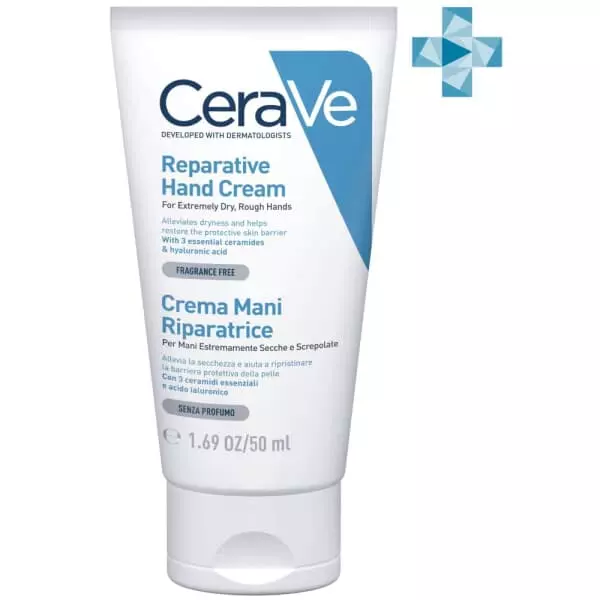 CeraVe
DEVELOPED WITH DERMATOLOGISTS
Reparative
Hand Cream
For Extremely Dry, Rough Hands
Alleviates dryness and helps
restore the protective skin barrier
With 3 essential ceramides
& hyaluronic acid
FRAGRANCE FREE
Crema Mani
Riparatrice
Per Mani Estremamente Secche e Screpolate
Allevia la secchezza e aiuta a ripristinare
la barriera protettiva della pelle
Con 3 ceramidi essenziali
e acido ialuronico
SENZA PROFUMO
℮ 1.69 OZ/50 ml